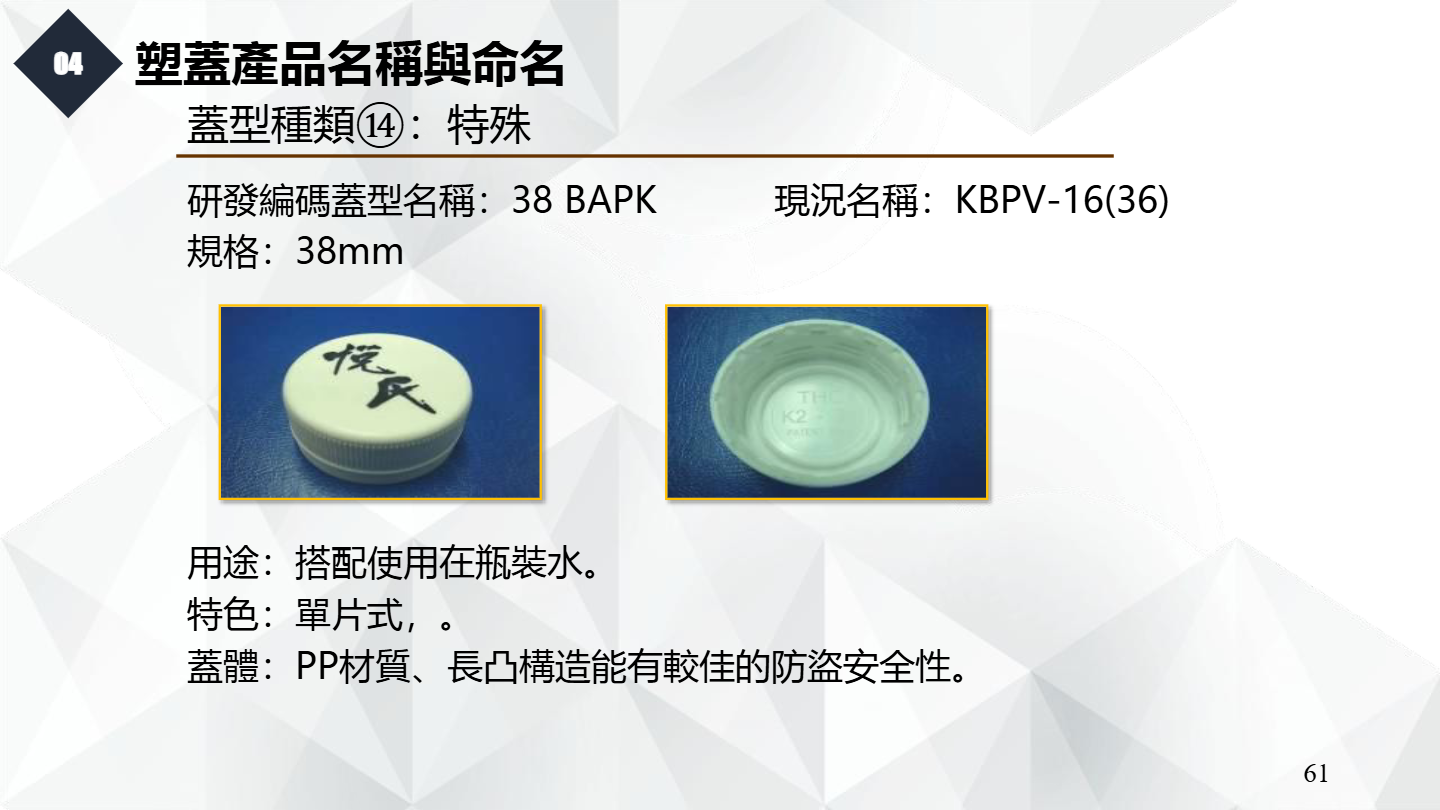 04
塑蓋產品名稱與命名
蓋型種類⑭：特殊
研發編碼蓋型名稱：38 BAPK 現況名稱：KBPV-16(36)
規格：38mm
悅
氏
THC
K2 -
PATENT
用途：搭配使用在瓶裝水。
特色：單片式，。
蓋體：PP材質、長凸構造能有較佳的防盜安全性。
61